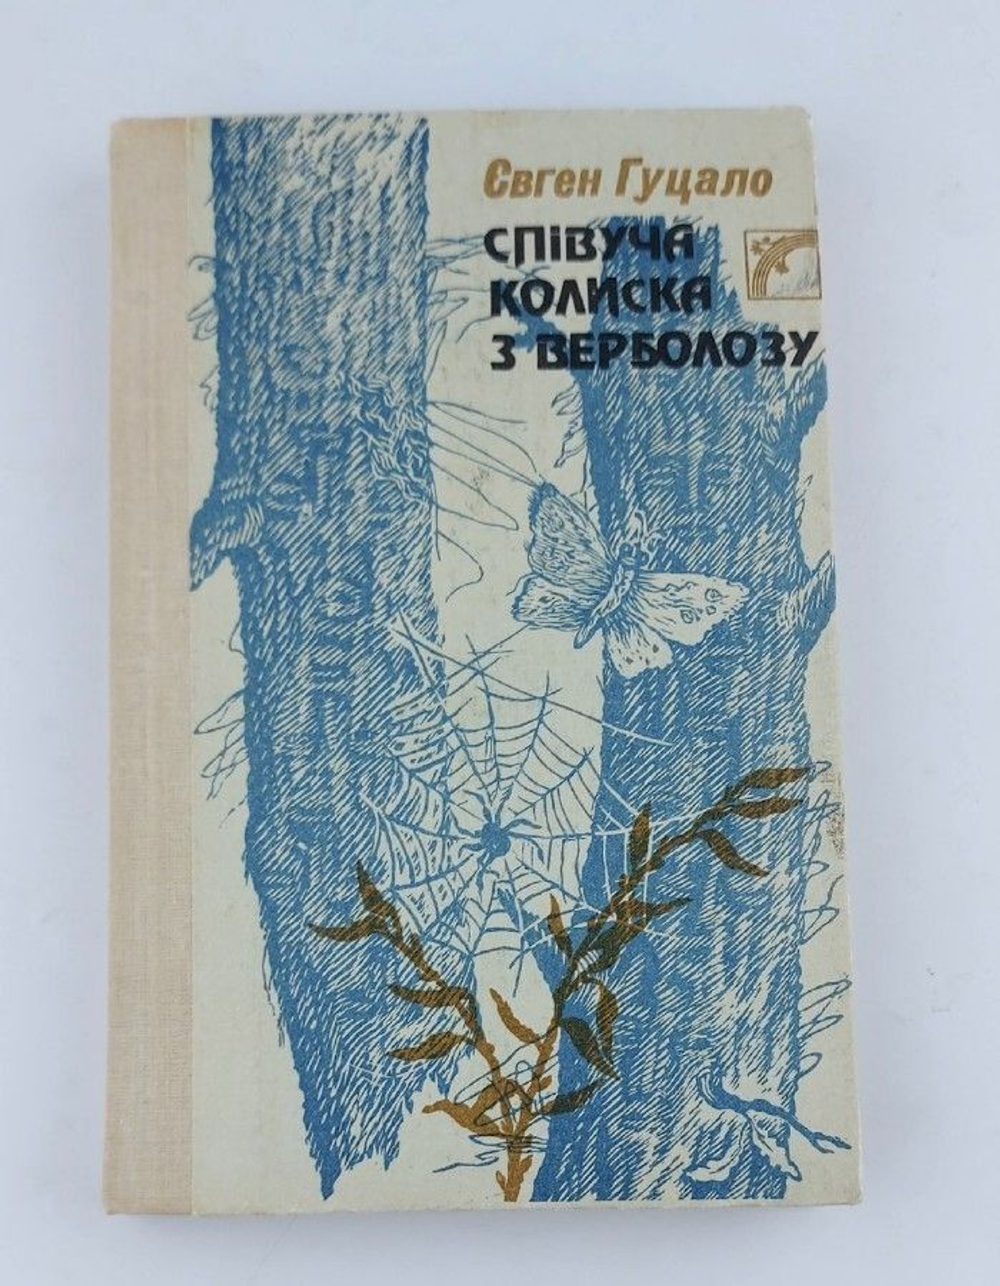 Євген Гуцало
СПІВУЧА
КОЛИСКА
З ВЕРБОЛОЗУ